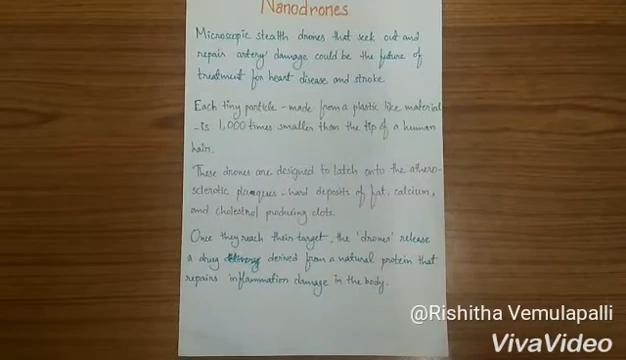 Nanodrones
Microscopic stealth drones that seek out and
repair artery damage could be the future of
treatment for heart disease and stroke.
Each tiny particle - made from a plastic like material
- is 1,000 times smaller than the tip of a human
hair.
These drones are designed to latch onto the athero-
sclerotic plaques - hard deposits of fat, calcium,
and cholestrol producing clots.
Once they reach their target, the 'drones' release
a drug derived from a natural protein that
repairs inflammation damage in the body.
@Rishitha Vemulapalli
VivaVideo